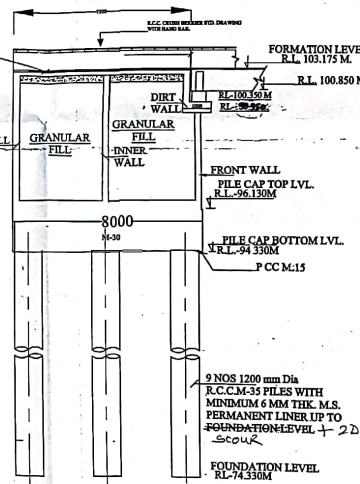 R.C.C. CRUSH BERRIER STD. DRAWING
WITH HAND RAIL
FORMATION LEVEL
R.L. 103.175 M.
R.L. 100.850 M
RL-100.350 M
RL-
DIRT
WALL
GRANULAR
FILL
GRANULAR
FILL
INNER
WALL
FRONT WALL
PILE CAP TOP LVL.
R.L.-96.130M
8000
M-30
PILE CAP BOTTOM LVL.
R.L.-94.330M
P CC M:15
9 NOS 1200 mm Dia
R.C.C.M-35 PILES WITH
MINIMUM 6 MM THK. M.S.
PERMANENT LINER UP TO
FOUNDATION LEVEL + 2D
SCOUR
FOUNDATION LEVEL
RL-74.330M